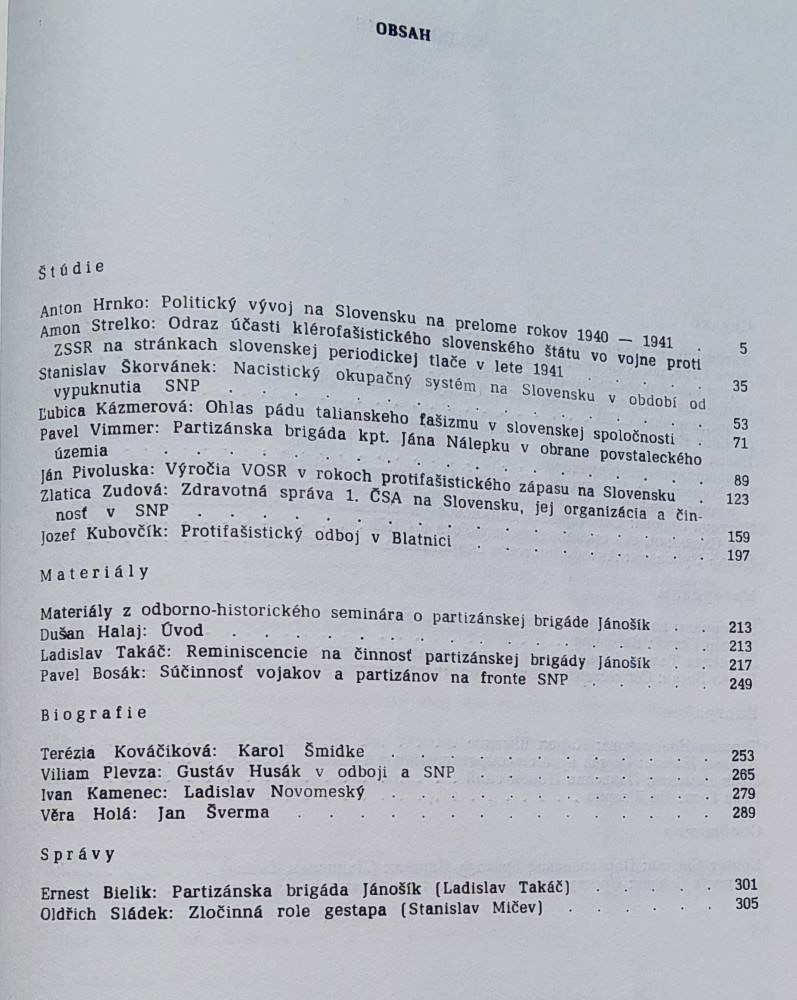 OBSAH
Štúdie
Anton Hrnko: Politický vývoj na Slovensku na prelome rokov 1940 — 1941 . 5
Amon Strelko: Odraz účasti klérofašistického slovenského štátu vo vojne proti
ZSSR na stránkach slovenskej periodickej tlače v lete 1941 . . . . . 35
Stanislav Škorvánek: Nacistický okupačný systém na Slovensku v období od
vypuknutia SNP . . . . . . . . . . . . . . . . 53
Ľubica Kázmerová: Ohlas pádu talianskeho fašizmu v slovenskej spoločnosti . 71
Pavel Vimmer: Partizánska brigáda kpt. Jána Nálepku v obrane povstaleckého
územia . . . . . . . . . . . . . . . . . . 89
Ján Pivoluska: Výročia VOSR v rokoch protifašistického zápasu na Slovensku . 123
Zlatica Zudová: Zdravotná správa 1. ČSA na Slovensku, jej organizácia a čin-
nosť v SNP . . . . . . . . . . . . . . . . 159
Jozef Kubovčík: Protifašistický odboj v Blatnici . . . . . . . . . 197
Materiály
Materiály z odborno-historického seminára o partizánskej brigáde Jánošík . . 213
Dušan Halaj: Úvod . . . . . . . . . . . . . . . . 213
Ladislav Takáč: Reminiscencie na činnosť partizánskej brigády Jánošík . . 217
Pavel Bosák: Súčinnosť vojakov a partizánov na fronte SNP . . . . . 249
Biografie
Terézia Kováčiková: Karol Šmidke . . . . . . . . . . . 253
Viliam Plevza: Gustáv Husák v odboji a SNP . . . . . . . . 265
Ivan Kamenec: Ladislav Novomeský . . . . . . . . . . . 279
Věra Holá: Jan Šverma . . . . . . . . . . . . . . 289
Správy
Ernest Bielik: Partizánska brigáda Jánošík (Ladislav Takáč) . . . . . 301
Oldřich Sládek: Zločinná role gestapa (Stanislav Mičev) . . . . . . 305